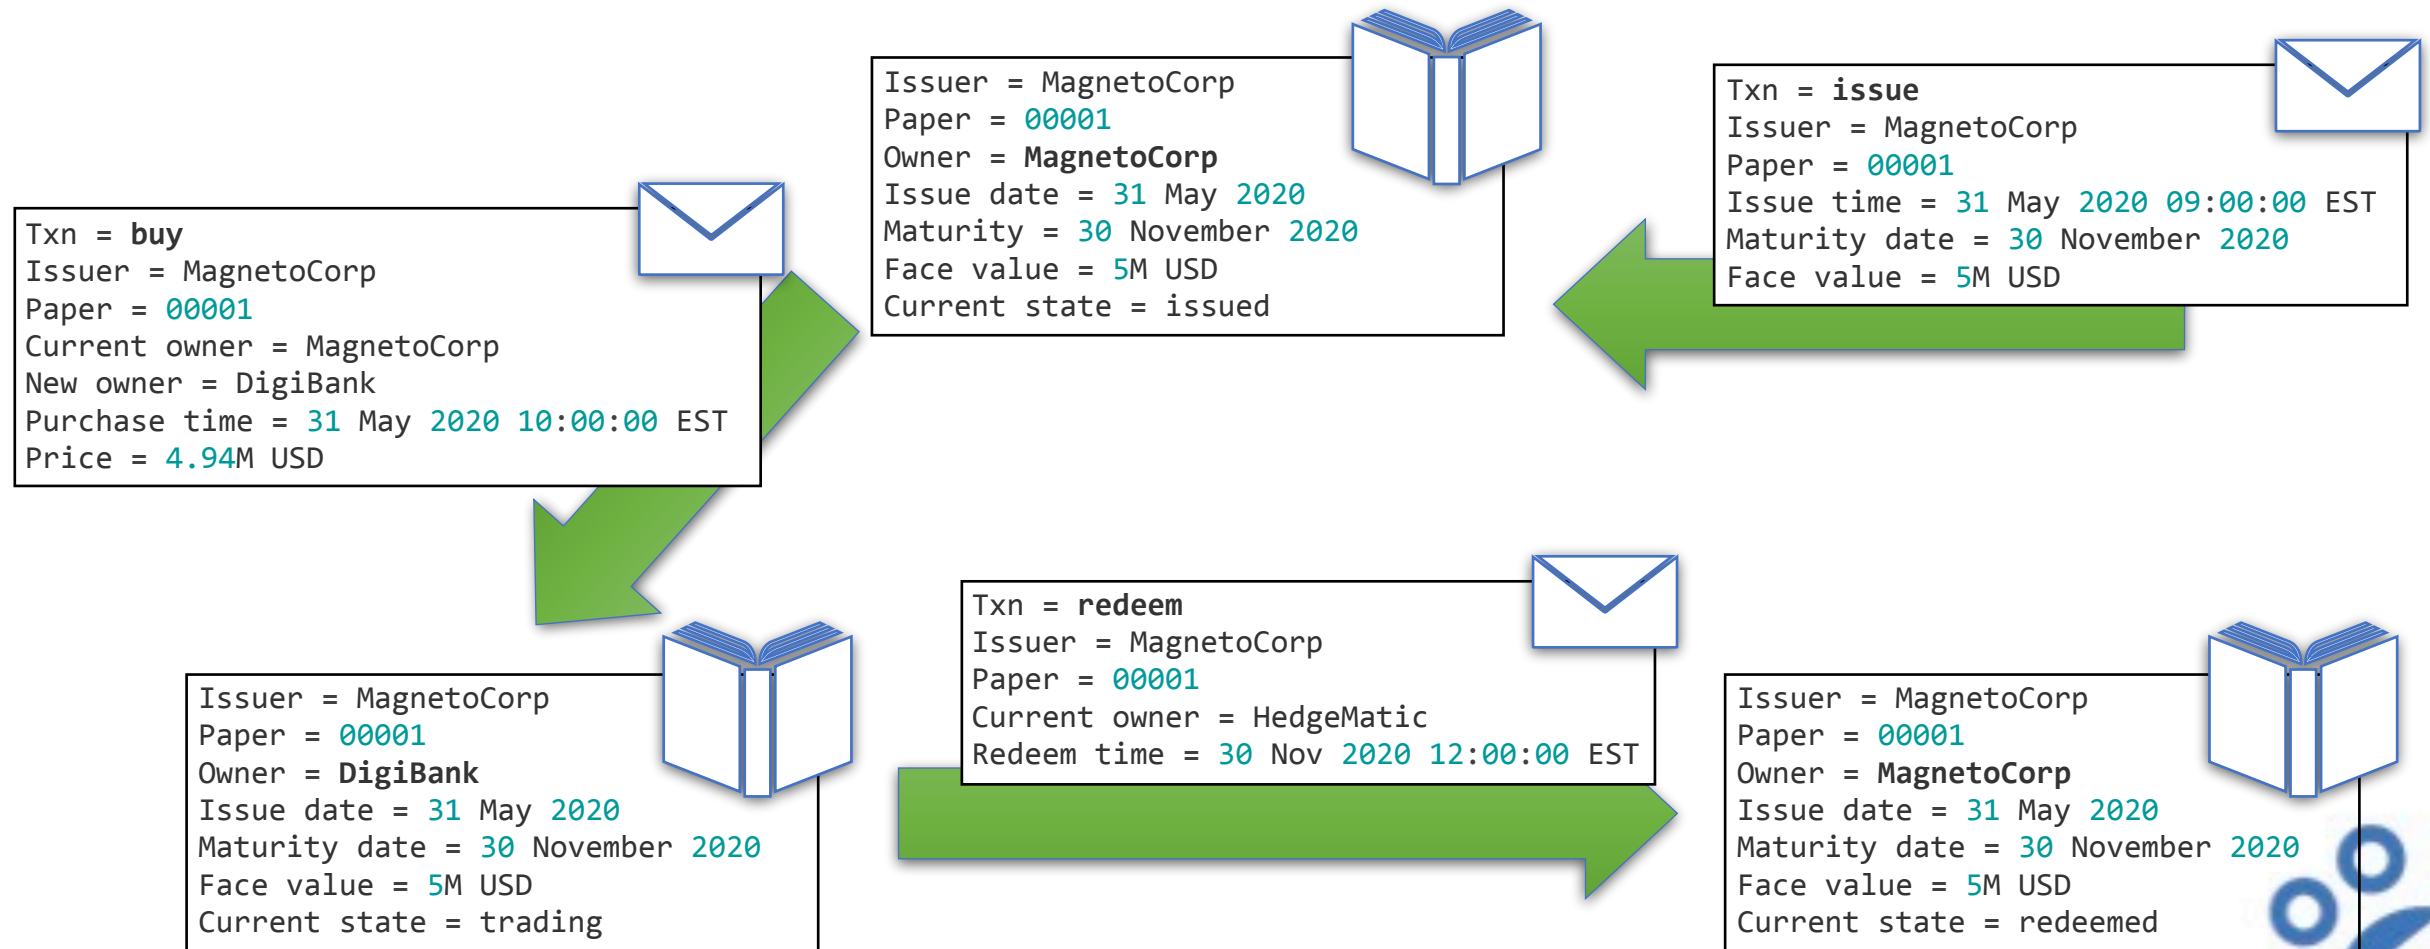 Issuer = MagnetoCorp
Paper = 00001
Owner = MagnetoCorp
Issue date = 31 May 2020
Maturity = 30 November 2020
Face value = 5M USD
Current state = issued
Txn = issue
Issuer = MagnetoCorp
Paper = 00001
Issue time = 31 May 2020 09:00:00 EST
Maturity date = 30 November 2020
Face value = 5M USD
Txn = buy
Issuer = MagnetoCorp
Paper = 00001
Current owner = MagnetoCorp
New owner = DigiBank
Purchase time = 31 May 2020 10:00:00 EST
Price = 4.94M USD
Issuer = MagnetoCorp
Paper = 00001
Owner = DigiBank
Issue date = 31 May 2020
Maturity date = 30 November 2020
Face value = 5M USD
Current state = trading
Txn = redeem
Issuer = MagnetoCorp
Paper = 00001
Current owner = HedgeMatic
Redeem time = 30 Nov 2020 12:00:00 EST
Issuer = MagnetoCorp
Paper = 00001
Owner = MagnetoCorp
Issue date = 31 May 2020
Maturity date = 30 November 2020
Face value = 5M USD
Current state = redeemed